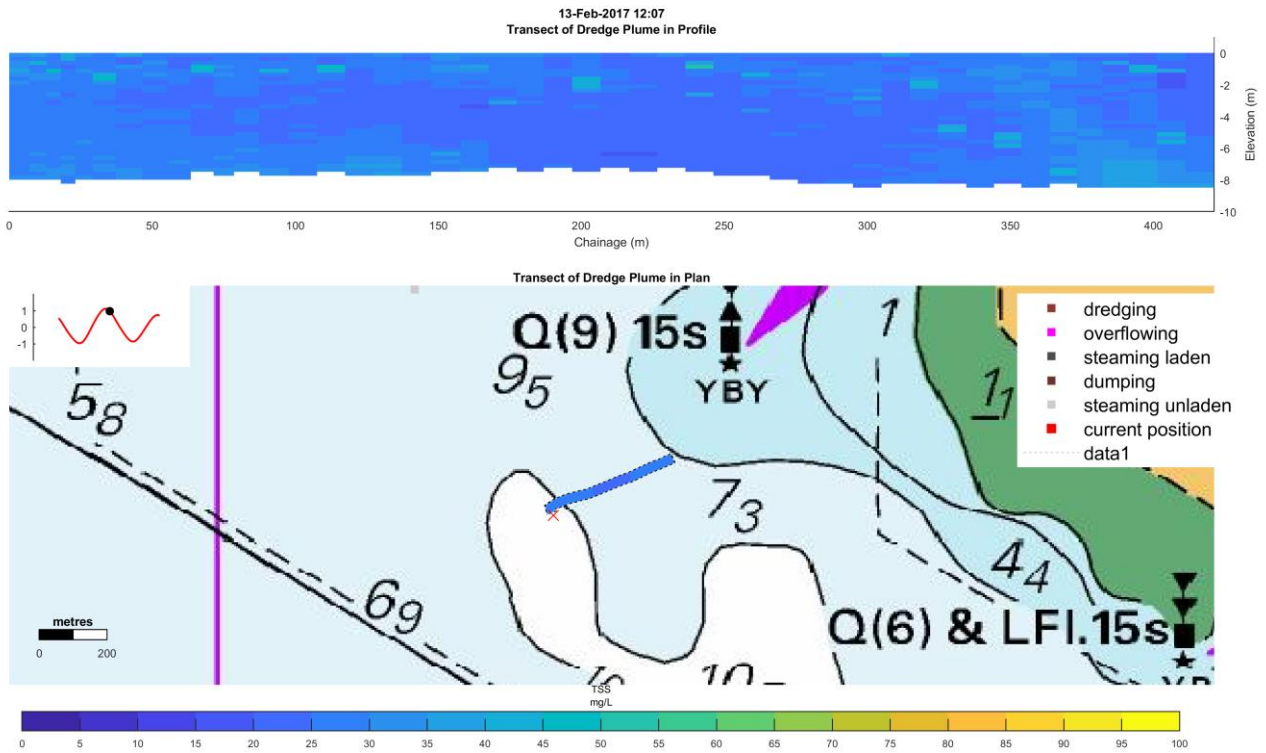 13-Feb-2017 12:07
Transect of Dredge Plume in Profile
0
-2
-4
-6
-8
-10
Elevation (m)
0 50 100 150 200 250 300 350 400
Chainage (m)
Transect of Dredge Plume in Plan
1
0
-1
dredging
overflowing
steaming laden
dumping
steaming unladen
current position
data1
Q(9) 15s
YBY
1
11
95
58
73
44
69
Q(6) & LFl.15s
metres
0 200
10
TSS
mg/L
0 5 10 15 20 25 30 35 40 45 50 55 60 65 70 75 80 85 90 95 100